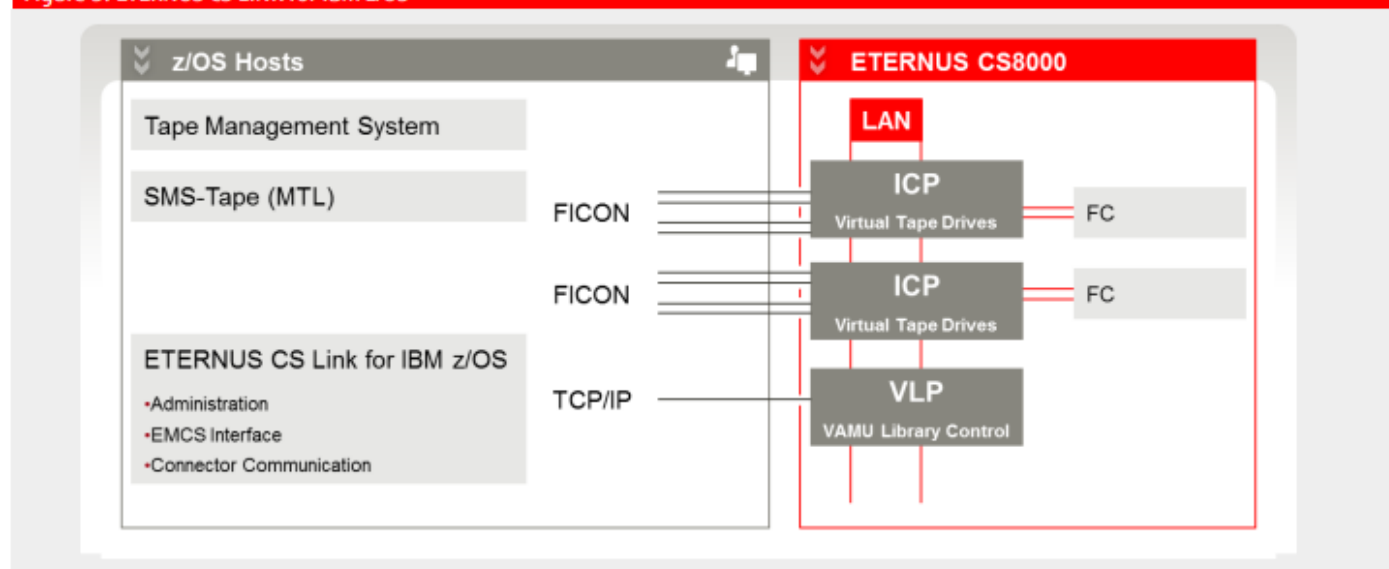 z/OS Hosts
Tape Management System
SMS-Tape (MTL)
FICON
FICON
ETERNUS CS Link for IBM z/OS
•Administration
•EMCS Interface
•Connector Communication
TCP/IP
ETERNUS CS8000
LAN
ICP
Virtual Tape Drives
FC
ICP
Virtual Tape Drives
FC
VLP
VAMU Library Control